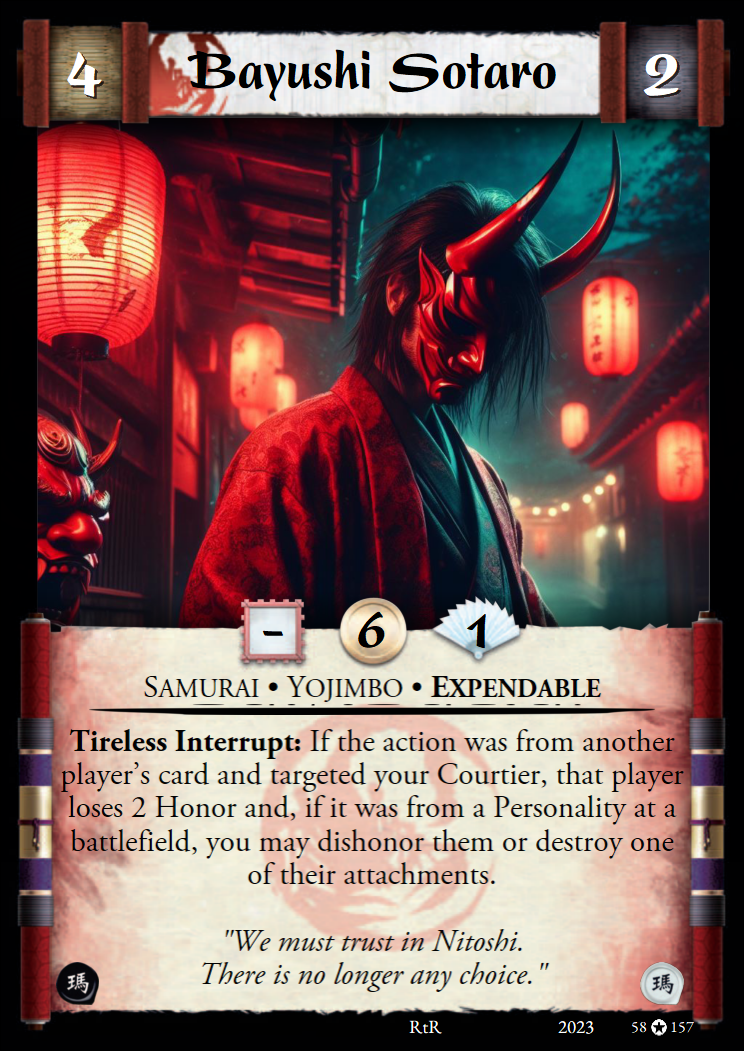 4
Bayushi Sotaro
2
-
6
1
SAMURAI • YOJIMBO • EXPENDABLE
Tireless Interrupt: If the action was from another
player's card and targeted your Courtier, that player
loses 2 Honor and, if it was from a Personality at a
battlefield, you may dishonor them or destroy one
of their attachments.
"We must trust in Nitoshi.
There is no longer any choice."
瑪
瑪
RtR
2023
58 ✪ 157